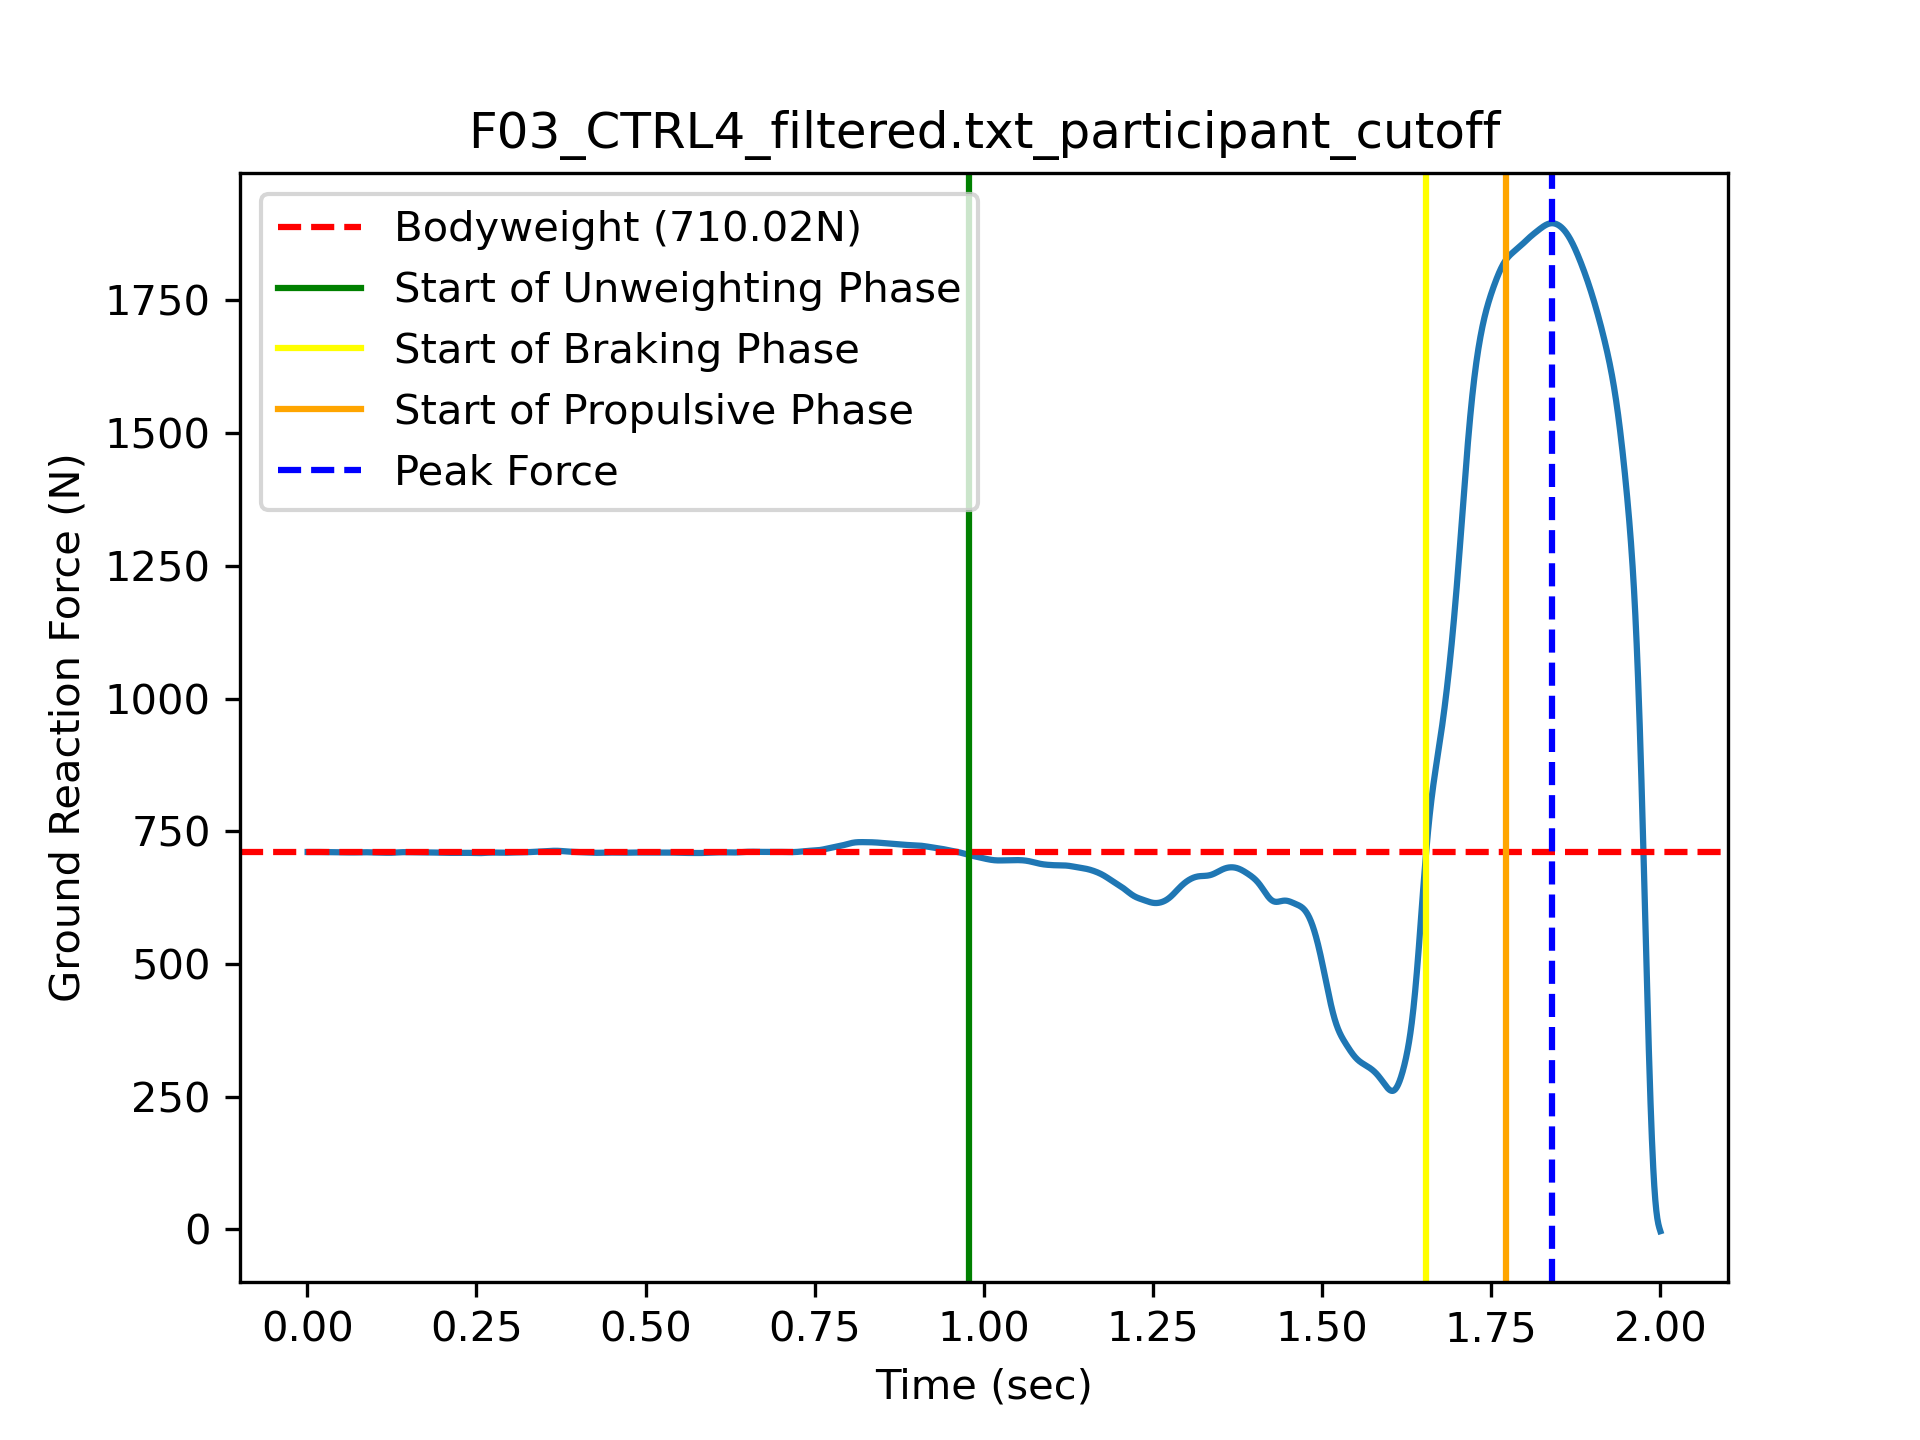 F03_CTRL4_filtered.txt_participant_cutoff
Bodyweight (710.02N)
Start of Unweighting Phase
Start of Braking Phase
Start of Propulsive Phase
Peak Force
Ground Reaction Force (N)
1750
1500
1250
1000
750
500
250
0
0.00 0.25 0.50 0.75 1.00 1.25 1.50 1.75 2.00
Time (sec)